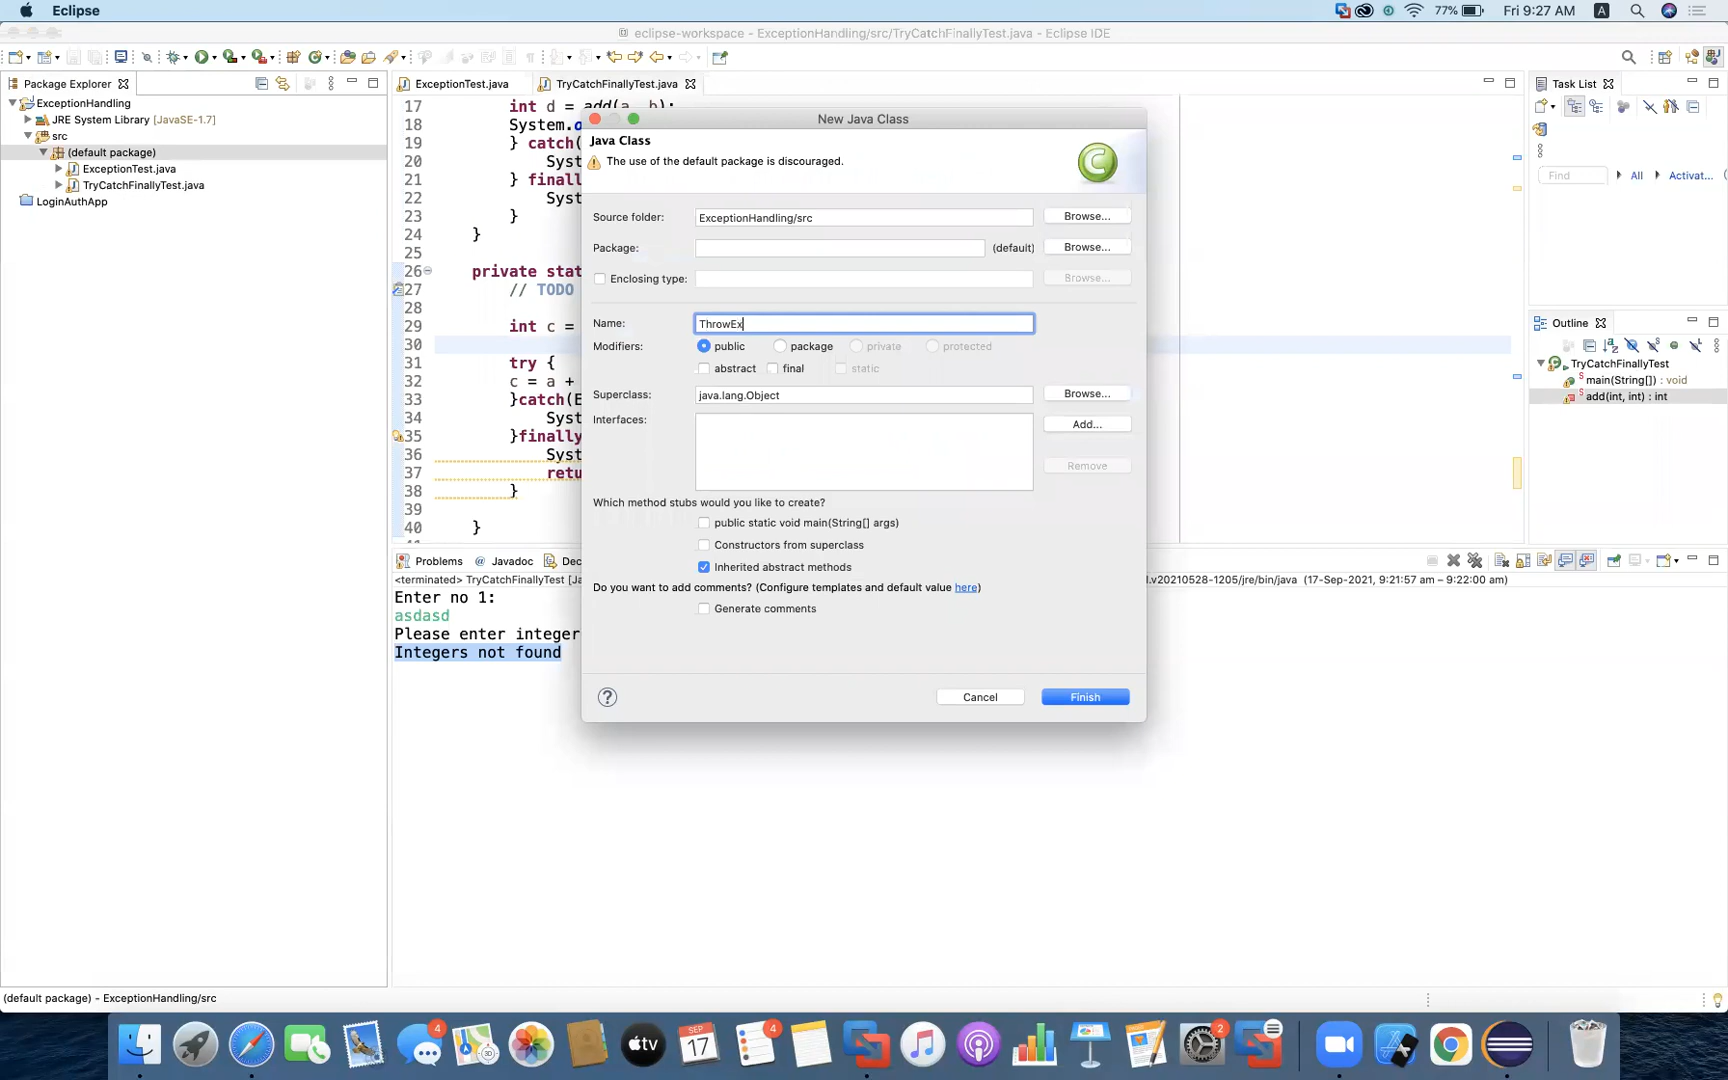 Eclipse
77%
Fri 9:27 AM
A
eclipse-workspace - ExceptionHandling/src/TryCatchFinallyTest.java - Eclipse IDE
Package Explorer
ExceptionHandling
JRE System Library [JavaSE-1.7]
src
(default package)
ExceptionTest.java
TryCatchFinallyTest.java
LoginAuthApp
ExceptionTest.java
TryCatchFinallyTest.java
17 int d = add(a, b);
18 System.o
19 } catch(
20 Syst
21 } finall
22 Syst
23 }
24 }
25
26 private stat
27 // TODO
28
29 int c =
30
31 try {
32 c = a +
33 }catch(E
34 Syst
35 }finally
36 Syst
37 retu
38 }
39
40 }
New Java Class
Java Class
The use of the default package is discouraged.
C
Source folder: ExceptionHandling/src Browse...
Package: (default) Browse...
Enclosing type: Browse...
Name: ThrowEx
Modifiers: public package private protected
abstract final static
Superclass: java.lang.Object Browse...
Interfaces: Add...
Remove
Which method stubs would you like to create?
public static void main(String[] args)
Constructors from superclass
Inherited abstract methods
Do you want to add comments? (Configure templates and default value here)
Generate comments
? Cancel Finish
Task List
Find All Activat...
Outline
TryCatchFinallyTest
main(String[]) : void
add(int, int) : int
Problems @ Javadoc Dec
<terminated> TryCatchFinallyTest [Ja
.v20210528-1205/jre/bin/java (17-Sep-2021, 9:21:57 am – 9:22:00 am)
Enter no 1:
asdasd
Please enter integer
Integers not found
(default package) - ExceptionHandling/src
4
tv
SEP
17
4
2